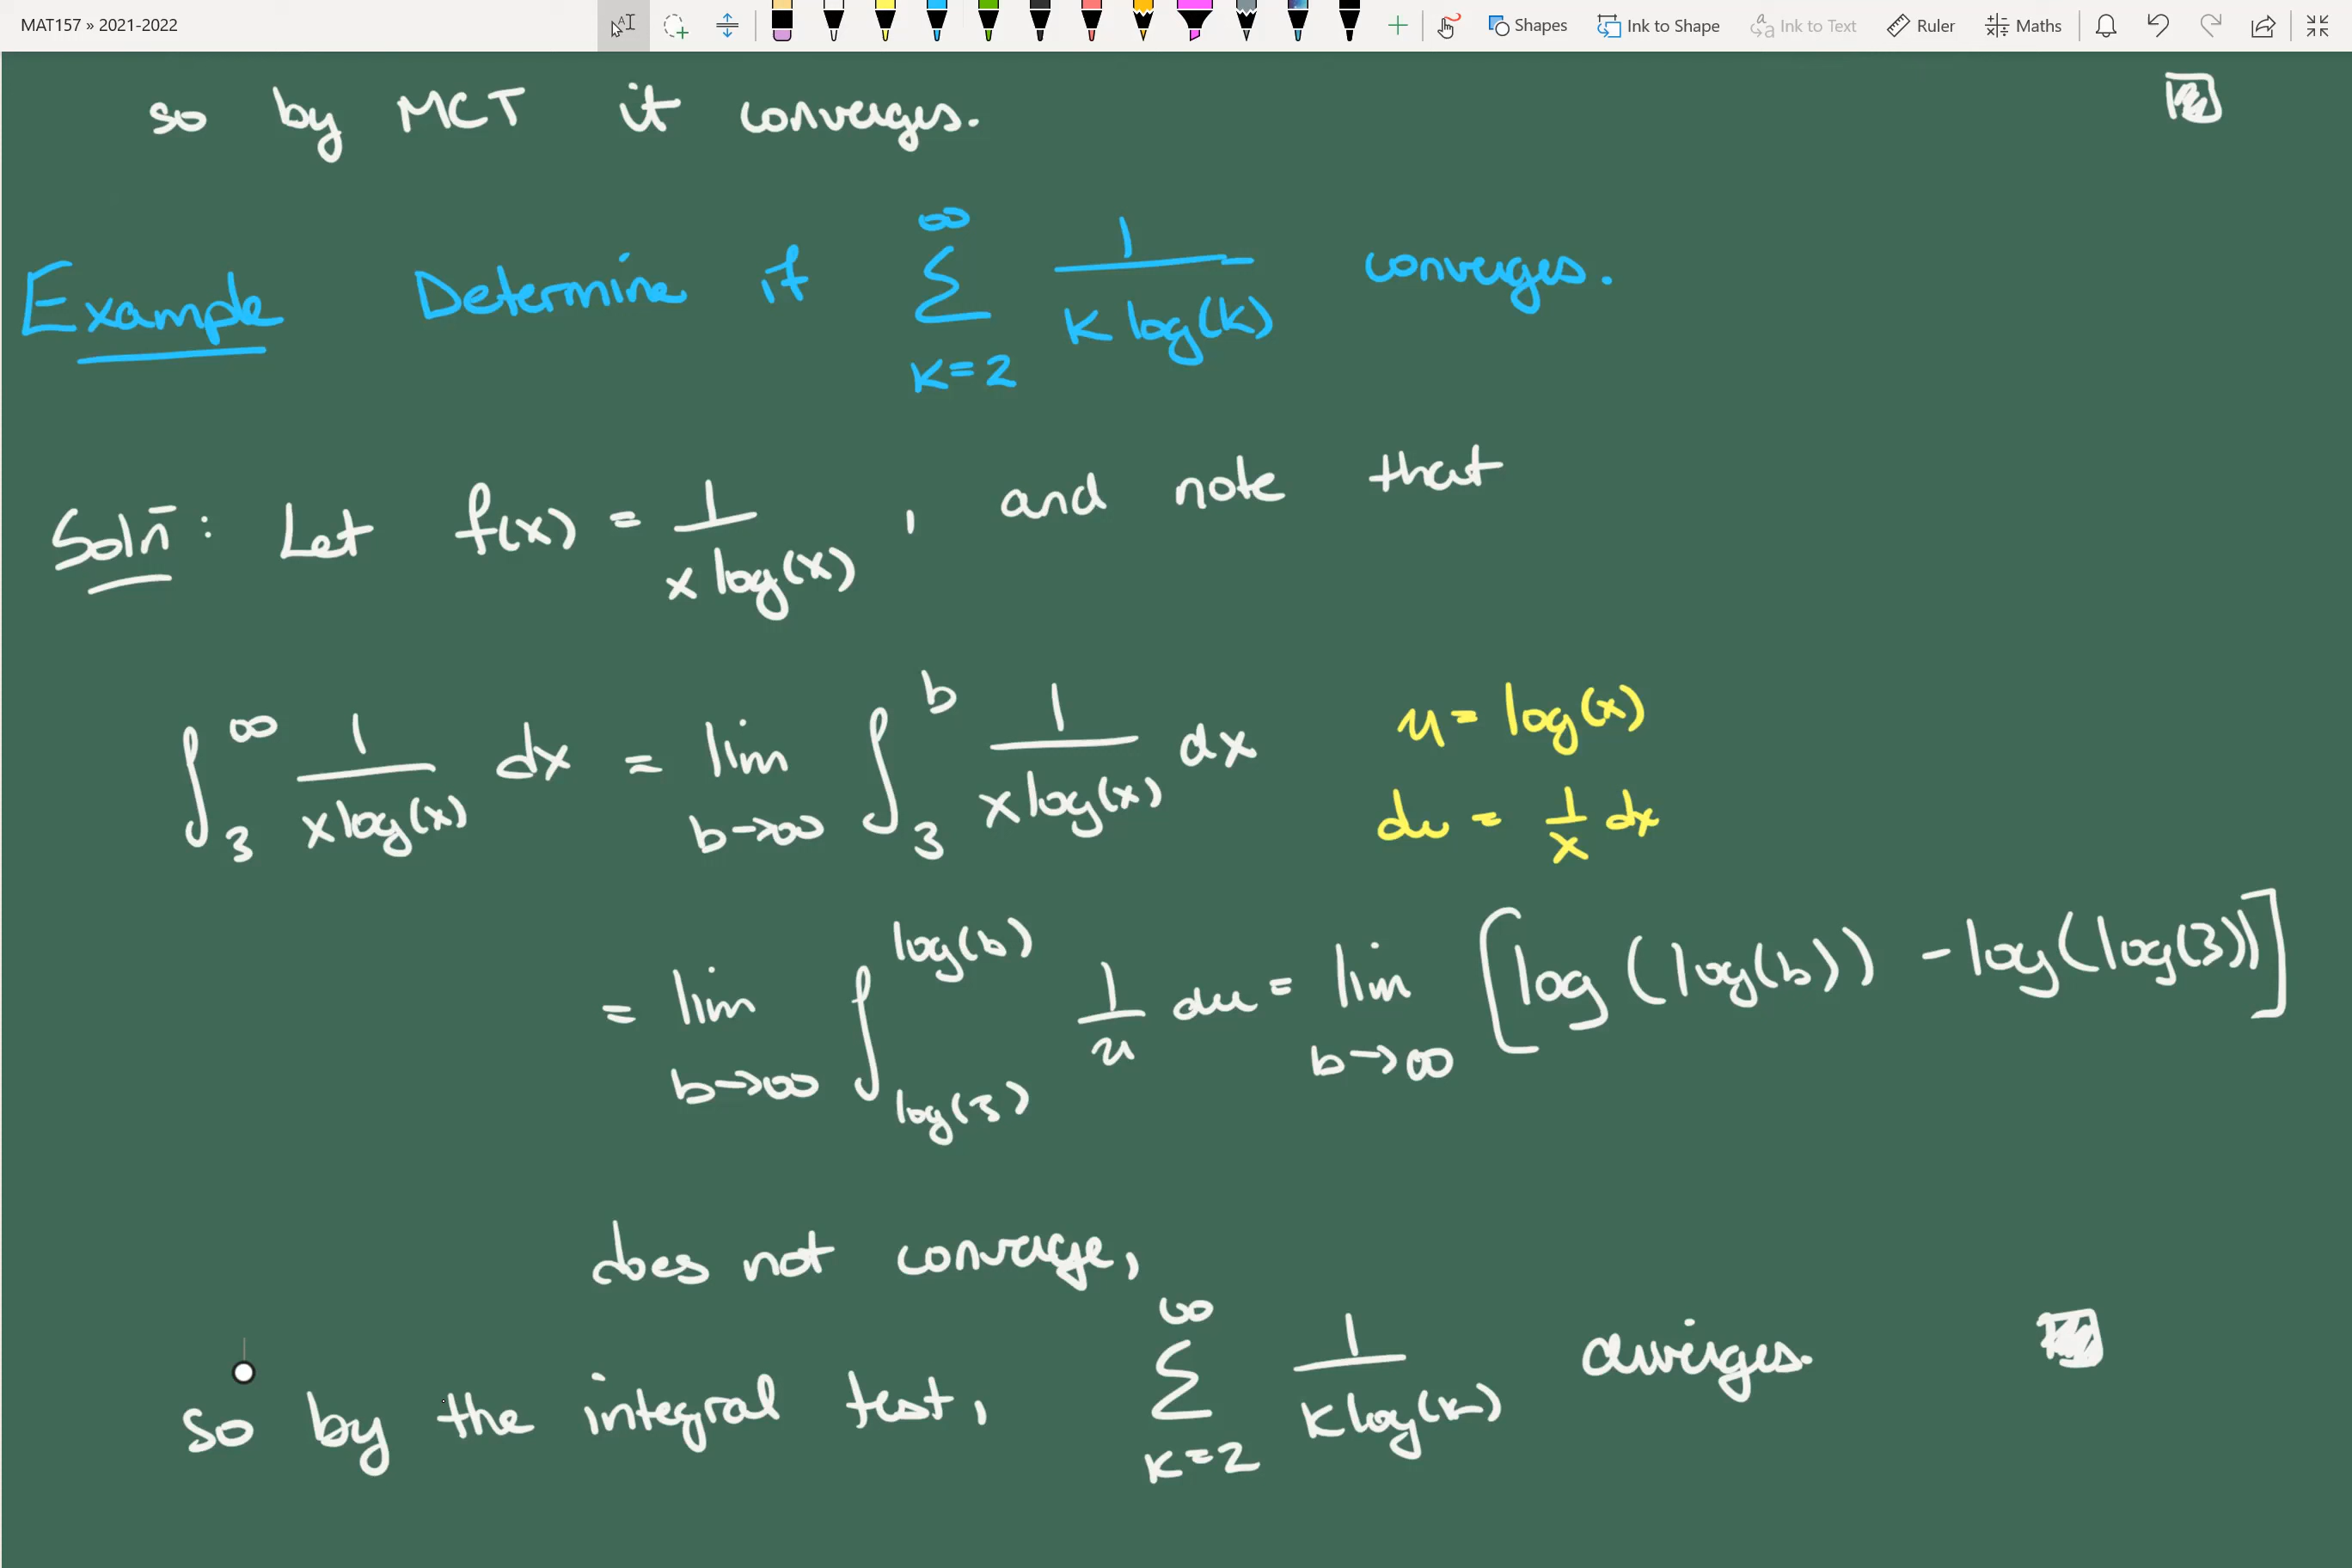 MAT157 » 2021-2022 Shapes Ink to Shape Ink to Text Ruler Maths
so by MCT it converges.
Example Determine if ∑_{k=2}^{∞} 1/(k log(k)) converges.
Soln: Let f(x) = 1/(x log(x)), and note that
∫_3^∞ 1/(x log(x)) dx = lim_{b→∞} ∫_3^b 1/(x log(x)) dx u = log(x)
du = 1/x dx
= lim_{b→∞} ∫_{log(3)}^{log(b)} 1/u du = lim_{b→∞} [log(log(b)) - log(log(3))]
does not converge,
so by the integral test, ∑_{k=2}^{∞} 1/(k log(k)) diverges.